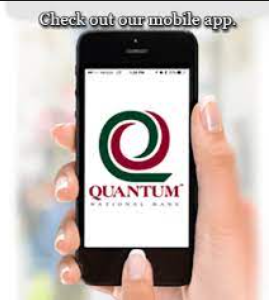 Check out our mobile app.
QUANTUM
NATIONAL BANK